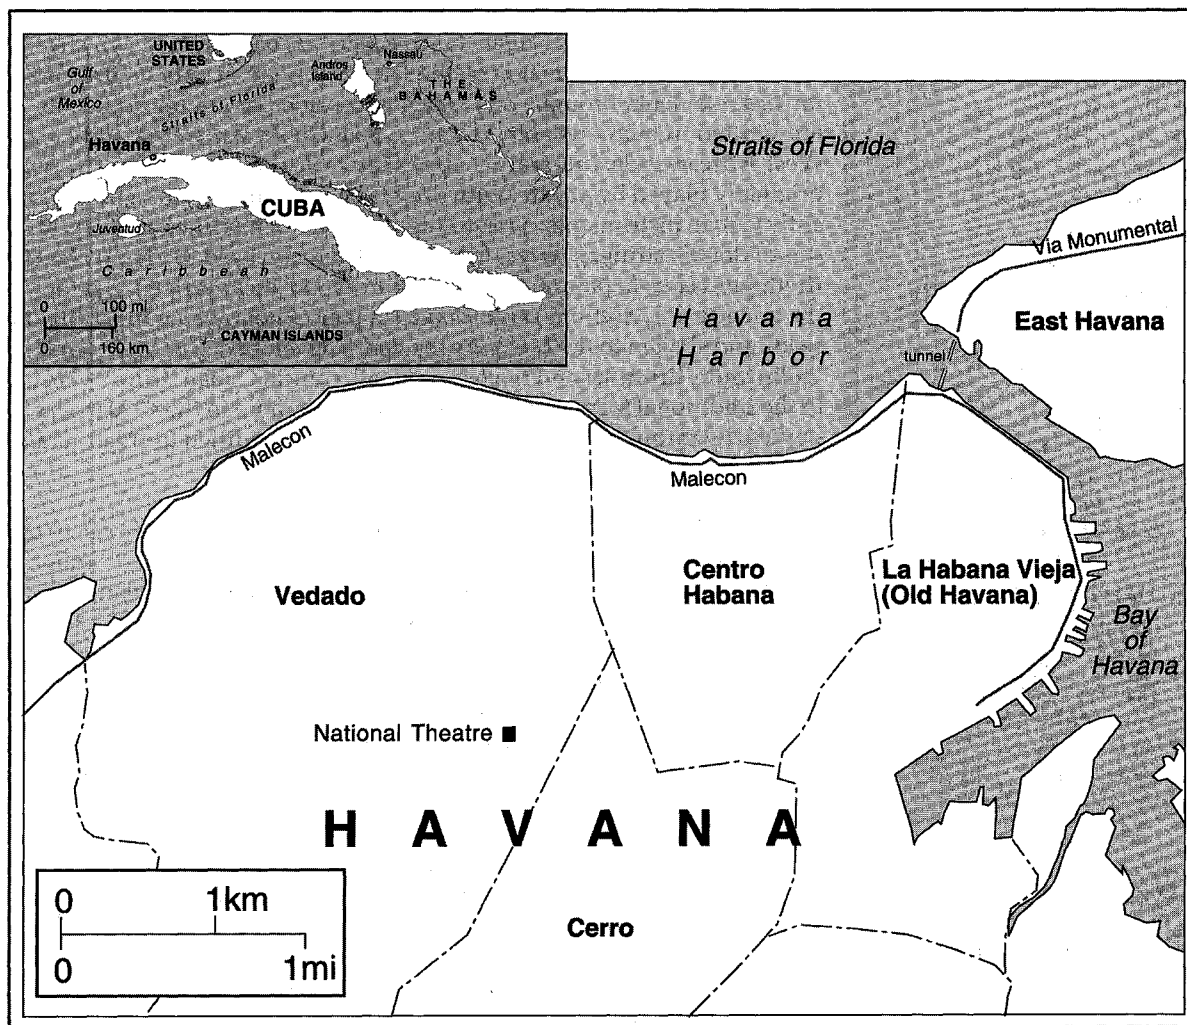 UNITED
STATES
Gulf
of
Mexico
Straits of Florida
Andros
Island
Nassau
THE
BAHAMAS
Havana
CUBA
Juventud
Caribbean
0 100 mi
0 160 km
CAYMAN ISLANDS
Straits of Florida
Via Monumental
Havana
Harbor
East Havana
tunnel
Malecon
Malecon
Vedado
Centro
Habana
La Habana Vieja
(Old Havana)
Bay
of
Havana
National Theatre
HAVANA
Cerro
0 1km
0 1mi